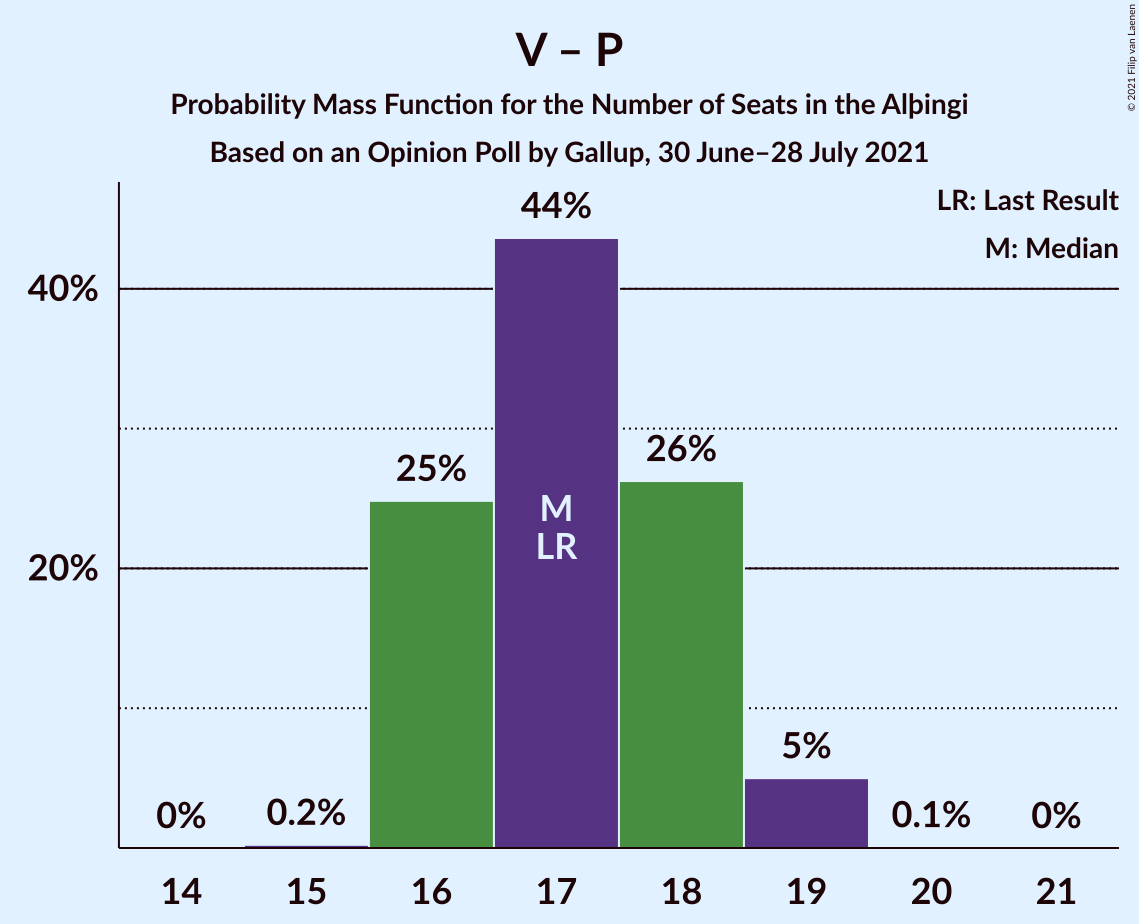 V – P
Probability Mass Function for the Number of Seats in the Alþingi
Based on an Opinion Poll by Gallup, 30 June–28 July 2021
© 2021 Filip van Laenen
LR: Last Result
M: Median
44%
40%
26%
25%
M
LR
20%
5%
0%
0.2%
0.1%
0%
14
15
16
17
18
19
20
21